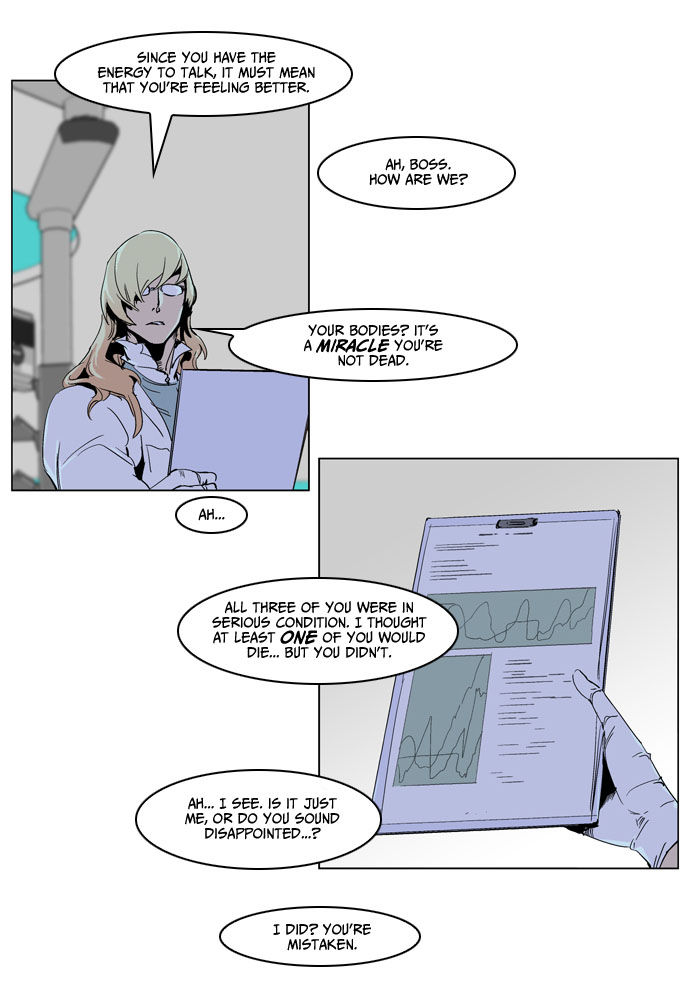 SINCE YOU HAVE THE
ENERGY TO TALK, IT MUST MEAN
THAT YOU'RE FEELING BETTER.
AH, BOSS.
HOW ARE WE?
YOUR BODIES? IT'S
A MIRACLE YOU'RE
NOT DEAD.
AH...
ALL THREE OF YOU WERE IN
SERIOUS CONDITION. I THOUGHT
AT LEAST ONE OF YOU WOULD
DIE... BUT YOU DIDN'T.
AH... I SEE. IS IT JUST
ME, OR DO YOU SOUND
DISAPPOINTED...?
I DID? YOU'RE
MISTAKEN.